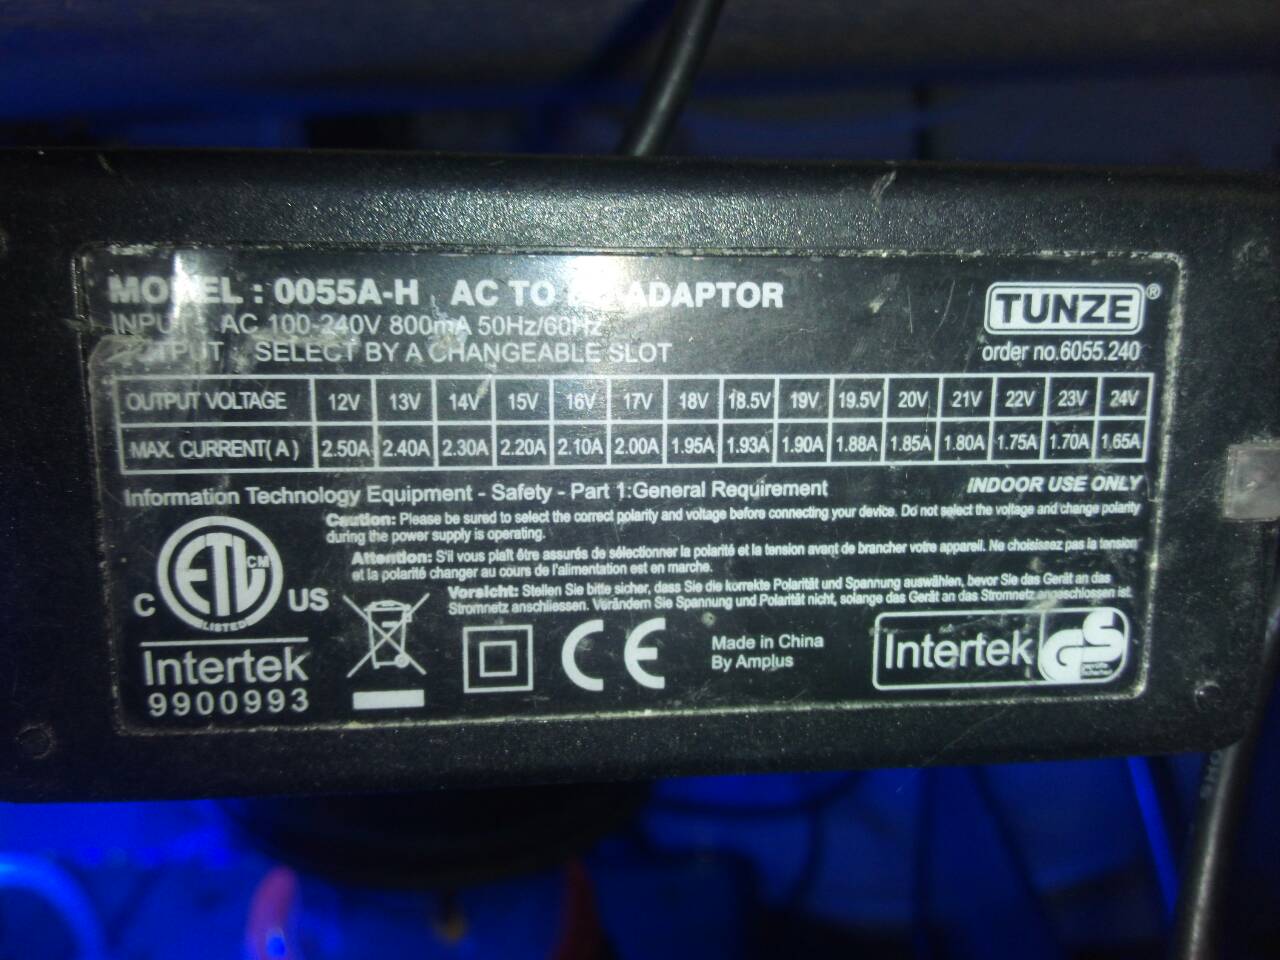 MODEL : 0055A-H AC TO DC ADAPTOR
INPUT : AC 100-240V 800mA 50Hz/60Hz
OUTPUT : SELECT BY A CHANGEABLE SLOT
TUNZE®
order no.6055.240
OUTPUT VOLTAGE 12V 13V 14V 15V 16V 17V 18V 18.5V 19V 19.5V 20V 21V 22V 23V 24V
MAX. CURRENT( A ) 2.50A 2.40A 2.30A 2.20A 2.10A 2.00A 1.95A 1.93A 1.90A 1.88A 1.85A 1.80A 1.75A 1.70A 1.65A
Information Technology Equipment - Safety - Part 1:General Requirement
INDOOR USE ONLY
Caution: Please be sured to select the correct polarity and voltage before connecting your device. Do not select the voltage and change polarity
during the power supply is operating.
Attention: S'il vous plaît être assurés de sélectionner la polarité et la tension avant de brancher votre appareil. Ne choisissez pas la tension
et la polarité changer au cours de l'alimentation est en marche.
Vorsicht: Stellen Sie bitte sicher, dass Sie die korrekte Polarität und Spannung auswählen, bevor Sie das Gerät an das
Stromnetz anschliessen. Verändern Sie Spannung und Polarität nicht, solange das Gerät an das Stromnetz angeschlossen ist.
C ETL CM US
LISTED
Intertek
9900993
CE
Made in China
By Amplus
Intertek GS